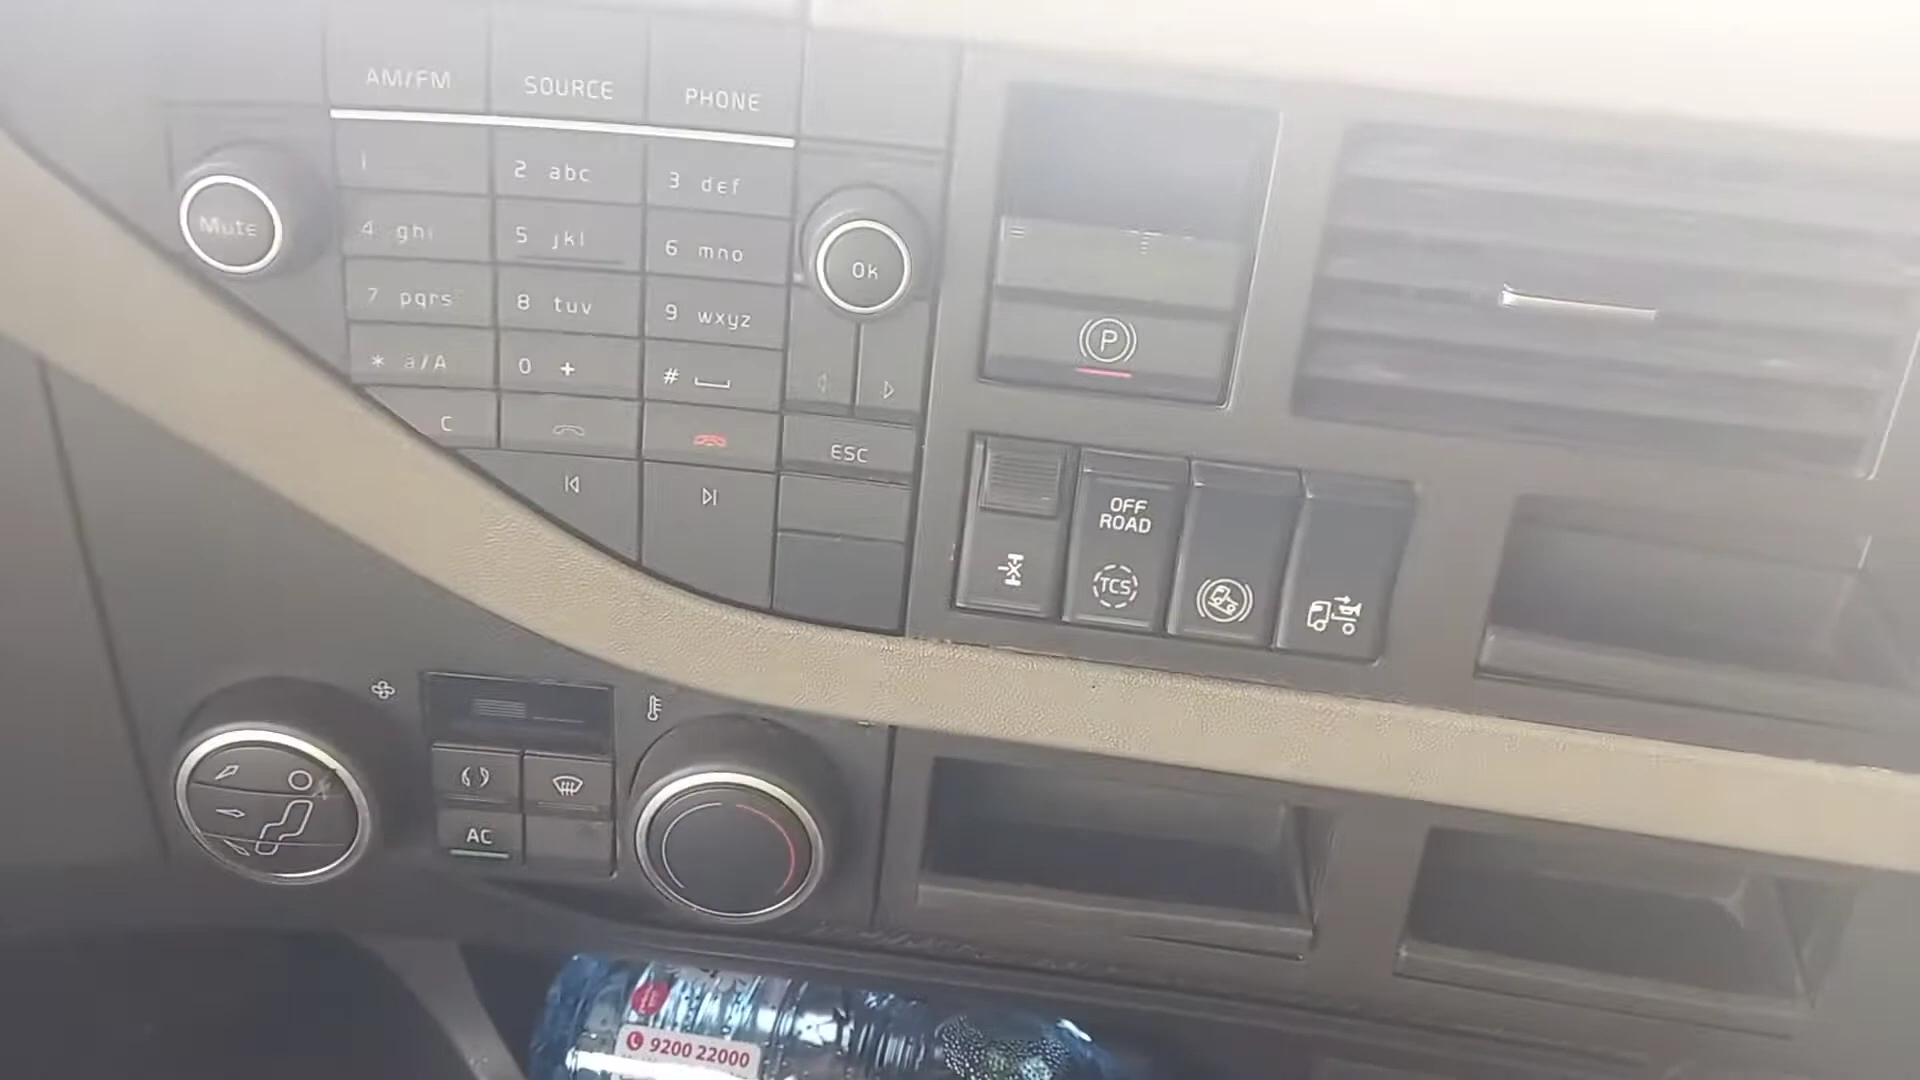 AM/FM SOURCE PHONE
Mute
1 2 abc 3 def
4 ghi 5 jkl 6 mno
7 pqrs 8 tuv 9 wxyz
* a/A 0 + #
C
ESC
Ok
P
OFF
ROAD
TCS
AC
9200 22000